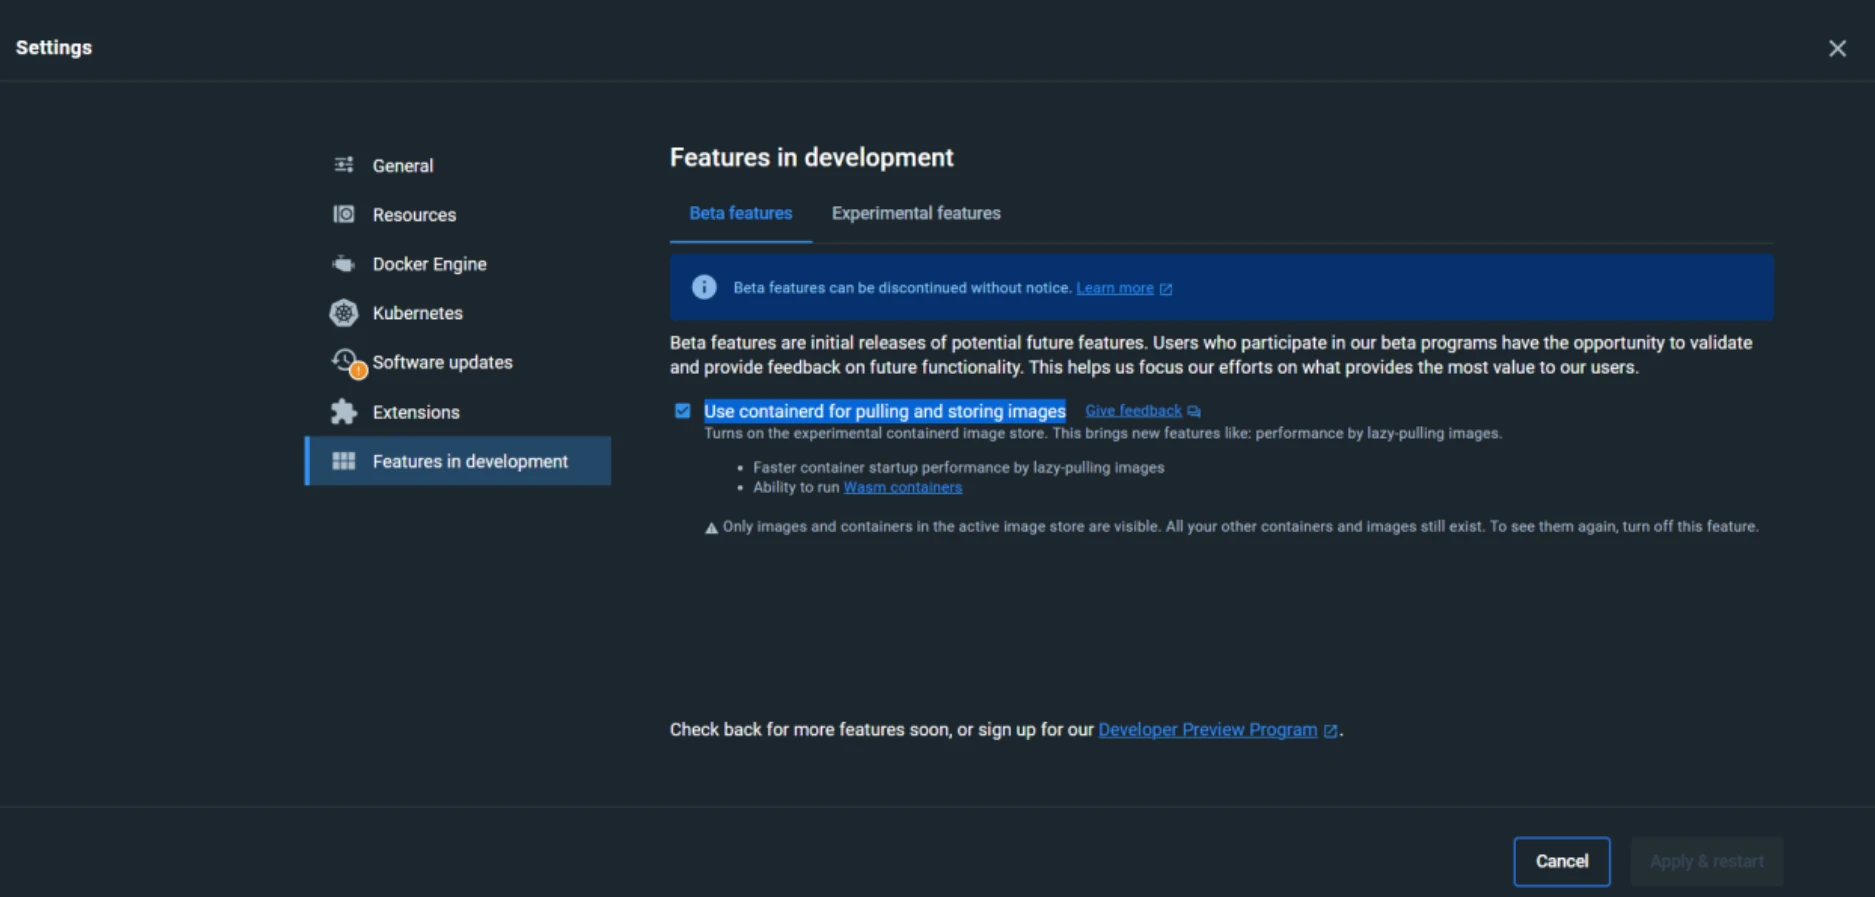 Settings
General
Resources
Docker Engine
Kubernetes
Software updates
Extensions
Features in development
Features in development
Beta features Experimental features
Beta features can be discontinued without notice. Learn more
Beta features are initial releases of potential future features. Users who participate in our beta programs have the opportunity to validate
and provide feedback on future functionality. This helps us focus our efforts on what provides the most value to our users.
Use containerd for pulling and storing images Give feedback
Turns on the experimental containerd image store. This brings new features like: performance by lazy-pulling images.
• Faster container startup performance by lazy-pulling images
• Ability to run Wasm containers
Only images and containers in the active image store are visible. All your other containers and images still exist. To see them again, turn off this feature.
Check back for more features soon, or sign up for our Developer Preview Program.
Cancel Apply & restart